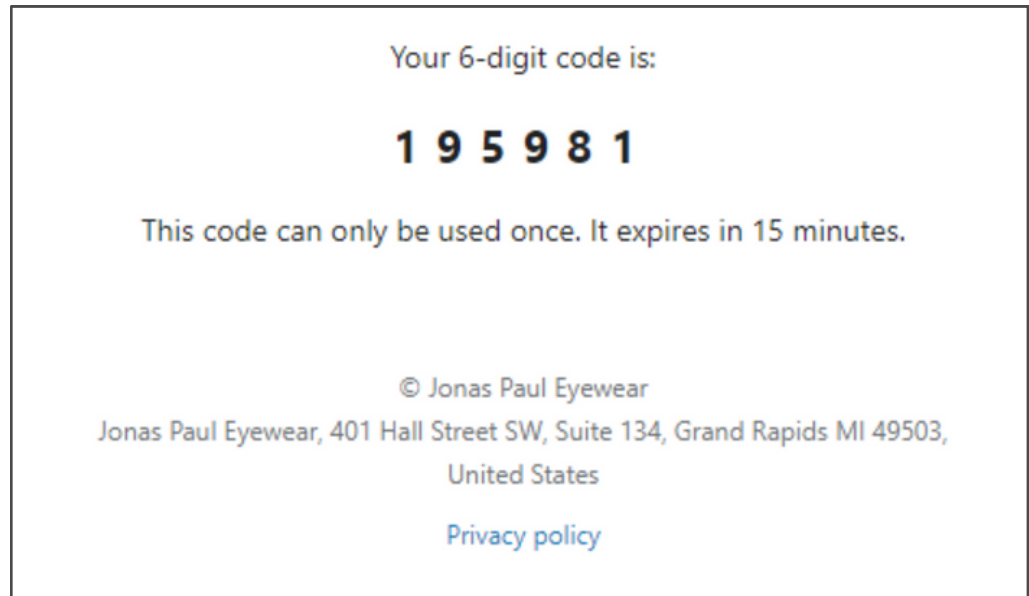 Your 6-digit code is:
1 9 5 9 8 1
This code can only be used once. It expires in 15 minutes.
© Jonas Paul Eyewear
Jonas Paul Eyewear, 401 Hall Street SW, Suite 134, Grand Rapids MI 49503,
United States
Privacy policy